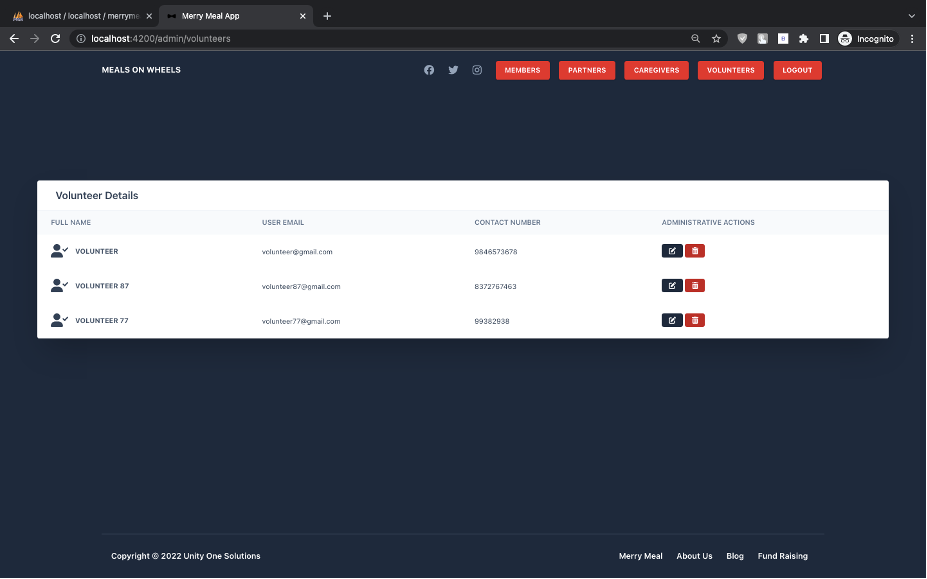 localhost / localhost / merryme
Merry Meal App
localhost:4200/admin/volunteers
Incognito
MEALS ON WHEELS
MEMBERS
PARTNERS
CAREGIVERS
VOLUNTEERS
LOGOUT
Volunteer Details
FULL NAME USER EMAIL CONTACT NUMBER ADMINISTRATIVE ACTIONS
VOLUNTEER volunteer@gmail.com 9846573678
VOLUNTEER 87 volunteer87@gmail.com 8372767463
VOLUNTEER 77 volunteer77@gmail.com 99382938
Copyright © 2022 Unity One Solutions
Merry Meal About Us Blog Fund Raising